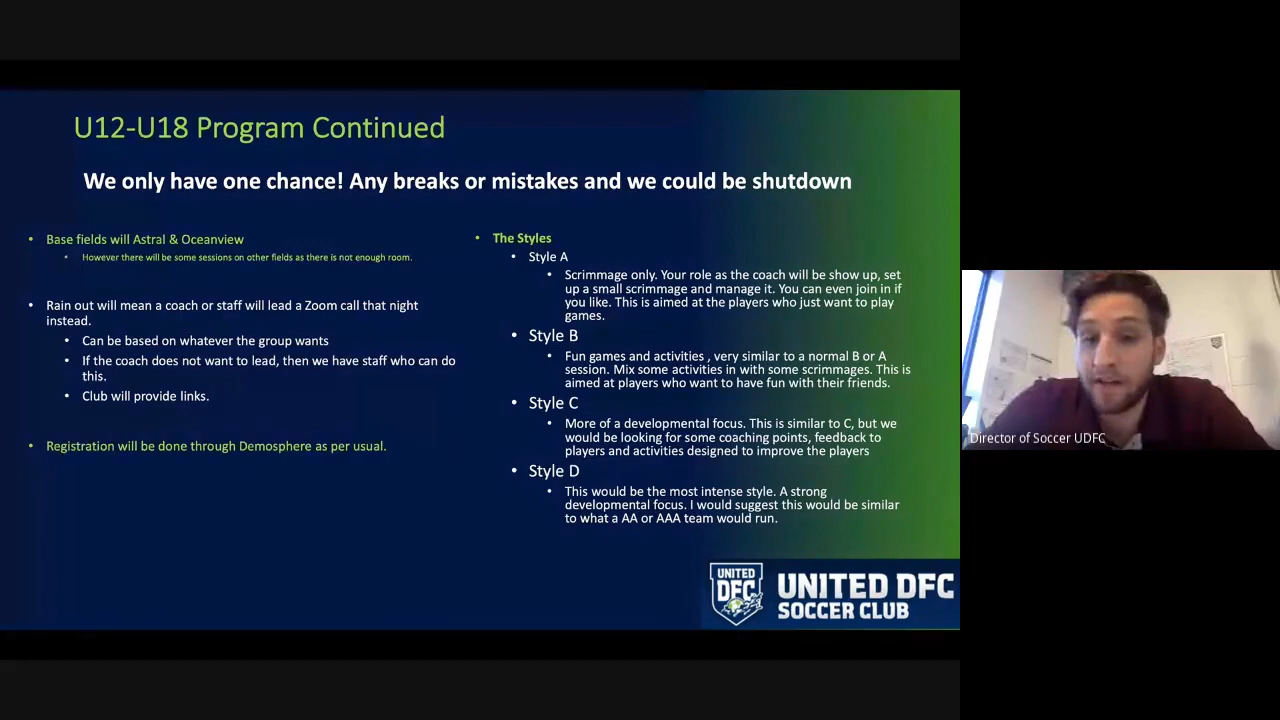 U12-U18 Program Continued
We only have one chance! Any breaks or mistakes and we could be shutdown
• Base fields will Astral & Oceanview
• However there will be some sessions on other fields as there is not enough room.
• Rain out will mean a coach or staff will lead a Zoom call that night
instead.
• Can be based on whatever the group wants
• If the coach does not want to lead, then we have staff who can do
this.
• Club will provide links.
• Registration will be done through Demosphere as per usual.
• The Styles
• Style A
• Scrimmage only. Your role as the coach will be show up, set
up a small scrimmage and manage it. You can even join in if
you like. This is aimed at the players who just want to play
games.
• Style B
• Fun games and activities , very similar to a normal B or A
session. Mix some activities in with some scrimmages. This is
aimed at players who want to have fun with their friends.
• Style C
• More of a developmental focus. This is similar to C, but we
would be looking for some coaching points, feedback to
players and activities designed to improve the players
• Style D
• This would be the most intense style. A strong
developmental focus. I would suggest this would be similar
to what a AA or AAA team would run.
UNITED
DFC
UNITED DFC
SOCCER CLUB
Director of Soccer UDFC